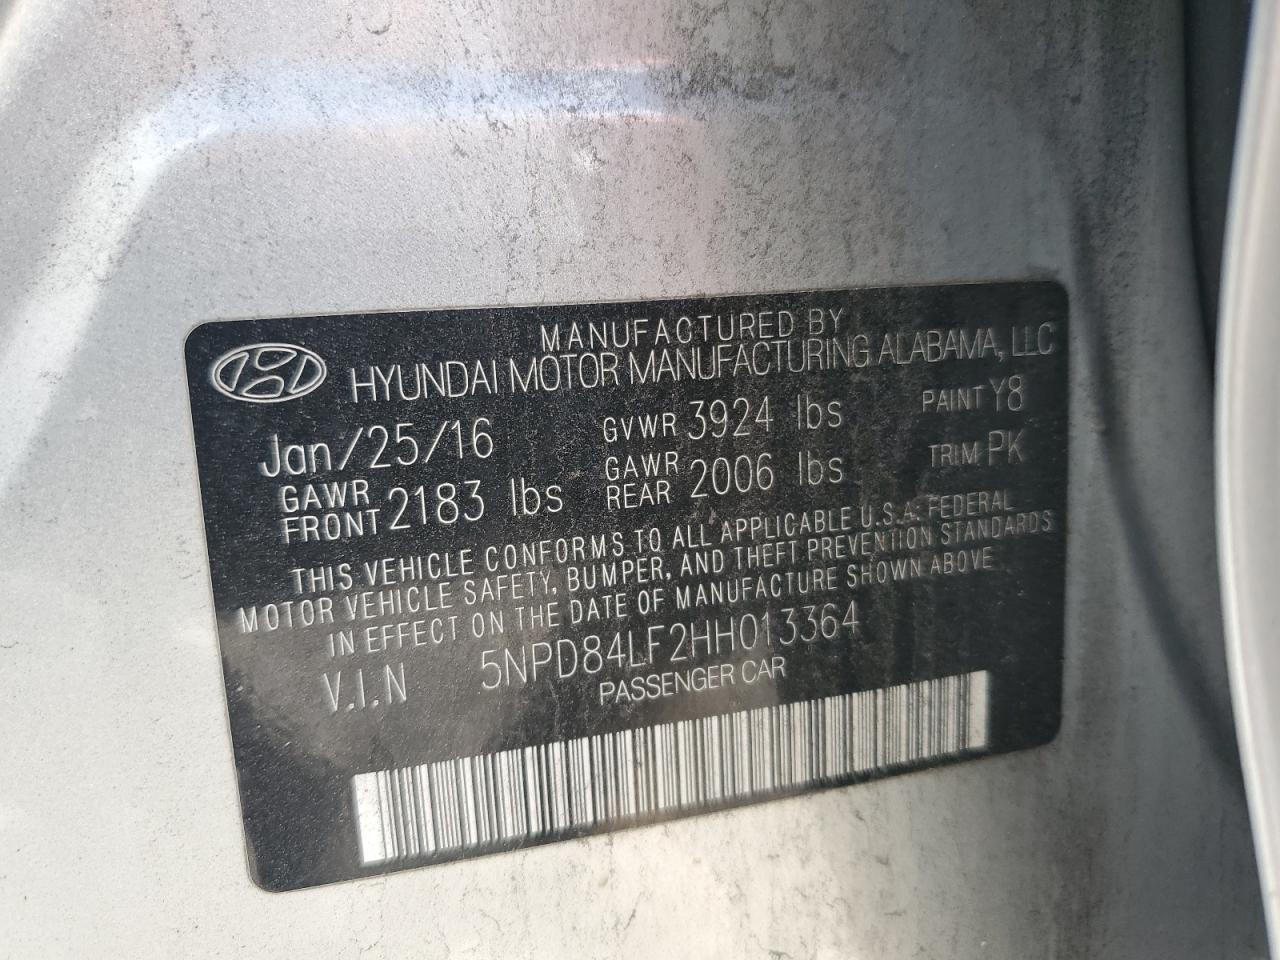 MANUFACTURED BY
HYUNDAI MOTOR MANUFACTURING ALABAMA, LLC
Jan/25/16 GVWR 3924 lbs PAINT Y8
GAWR FRONT 2183 lbs GAWR REAR 2006 lbs TRIM PK
THIS VEHICLE CONFORMS TO ALL APPLICABLE U.S.A. FEDERAL
MOTOR VEHICLE SAFETY, BUMPER, AND THEFT PREVENTION STANDARDS
IN EFFECT ON THE DATE OF MANUFACTURE SHOWN ABOVE
V.I.N 5NPD84LF2HH013364
PASSENGER CAR